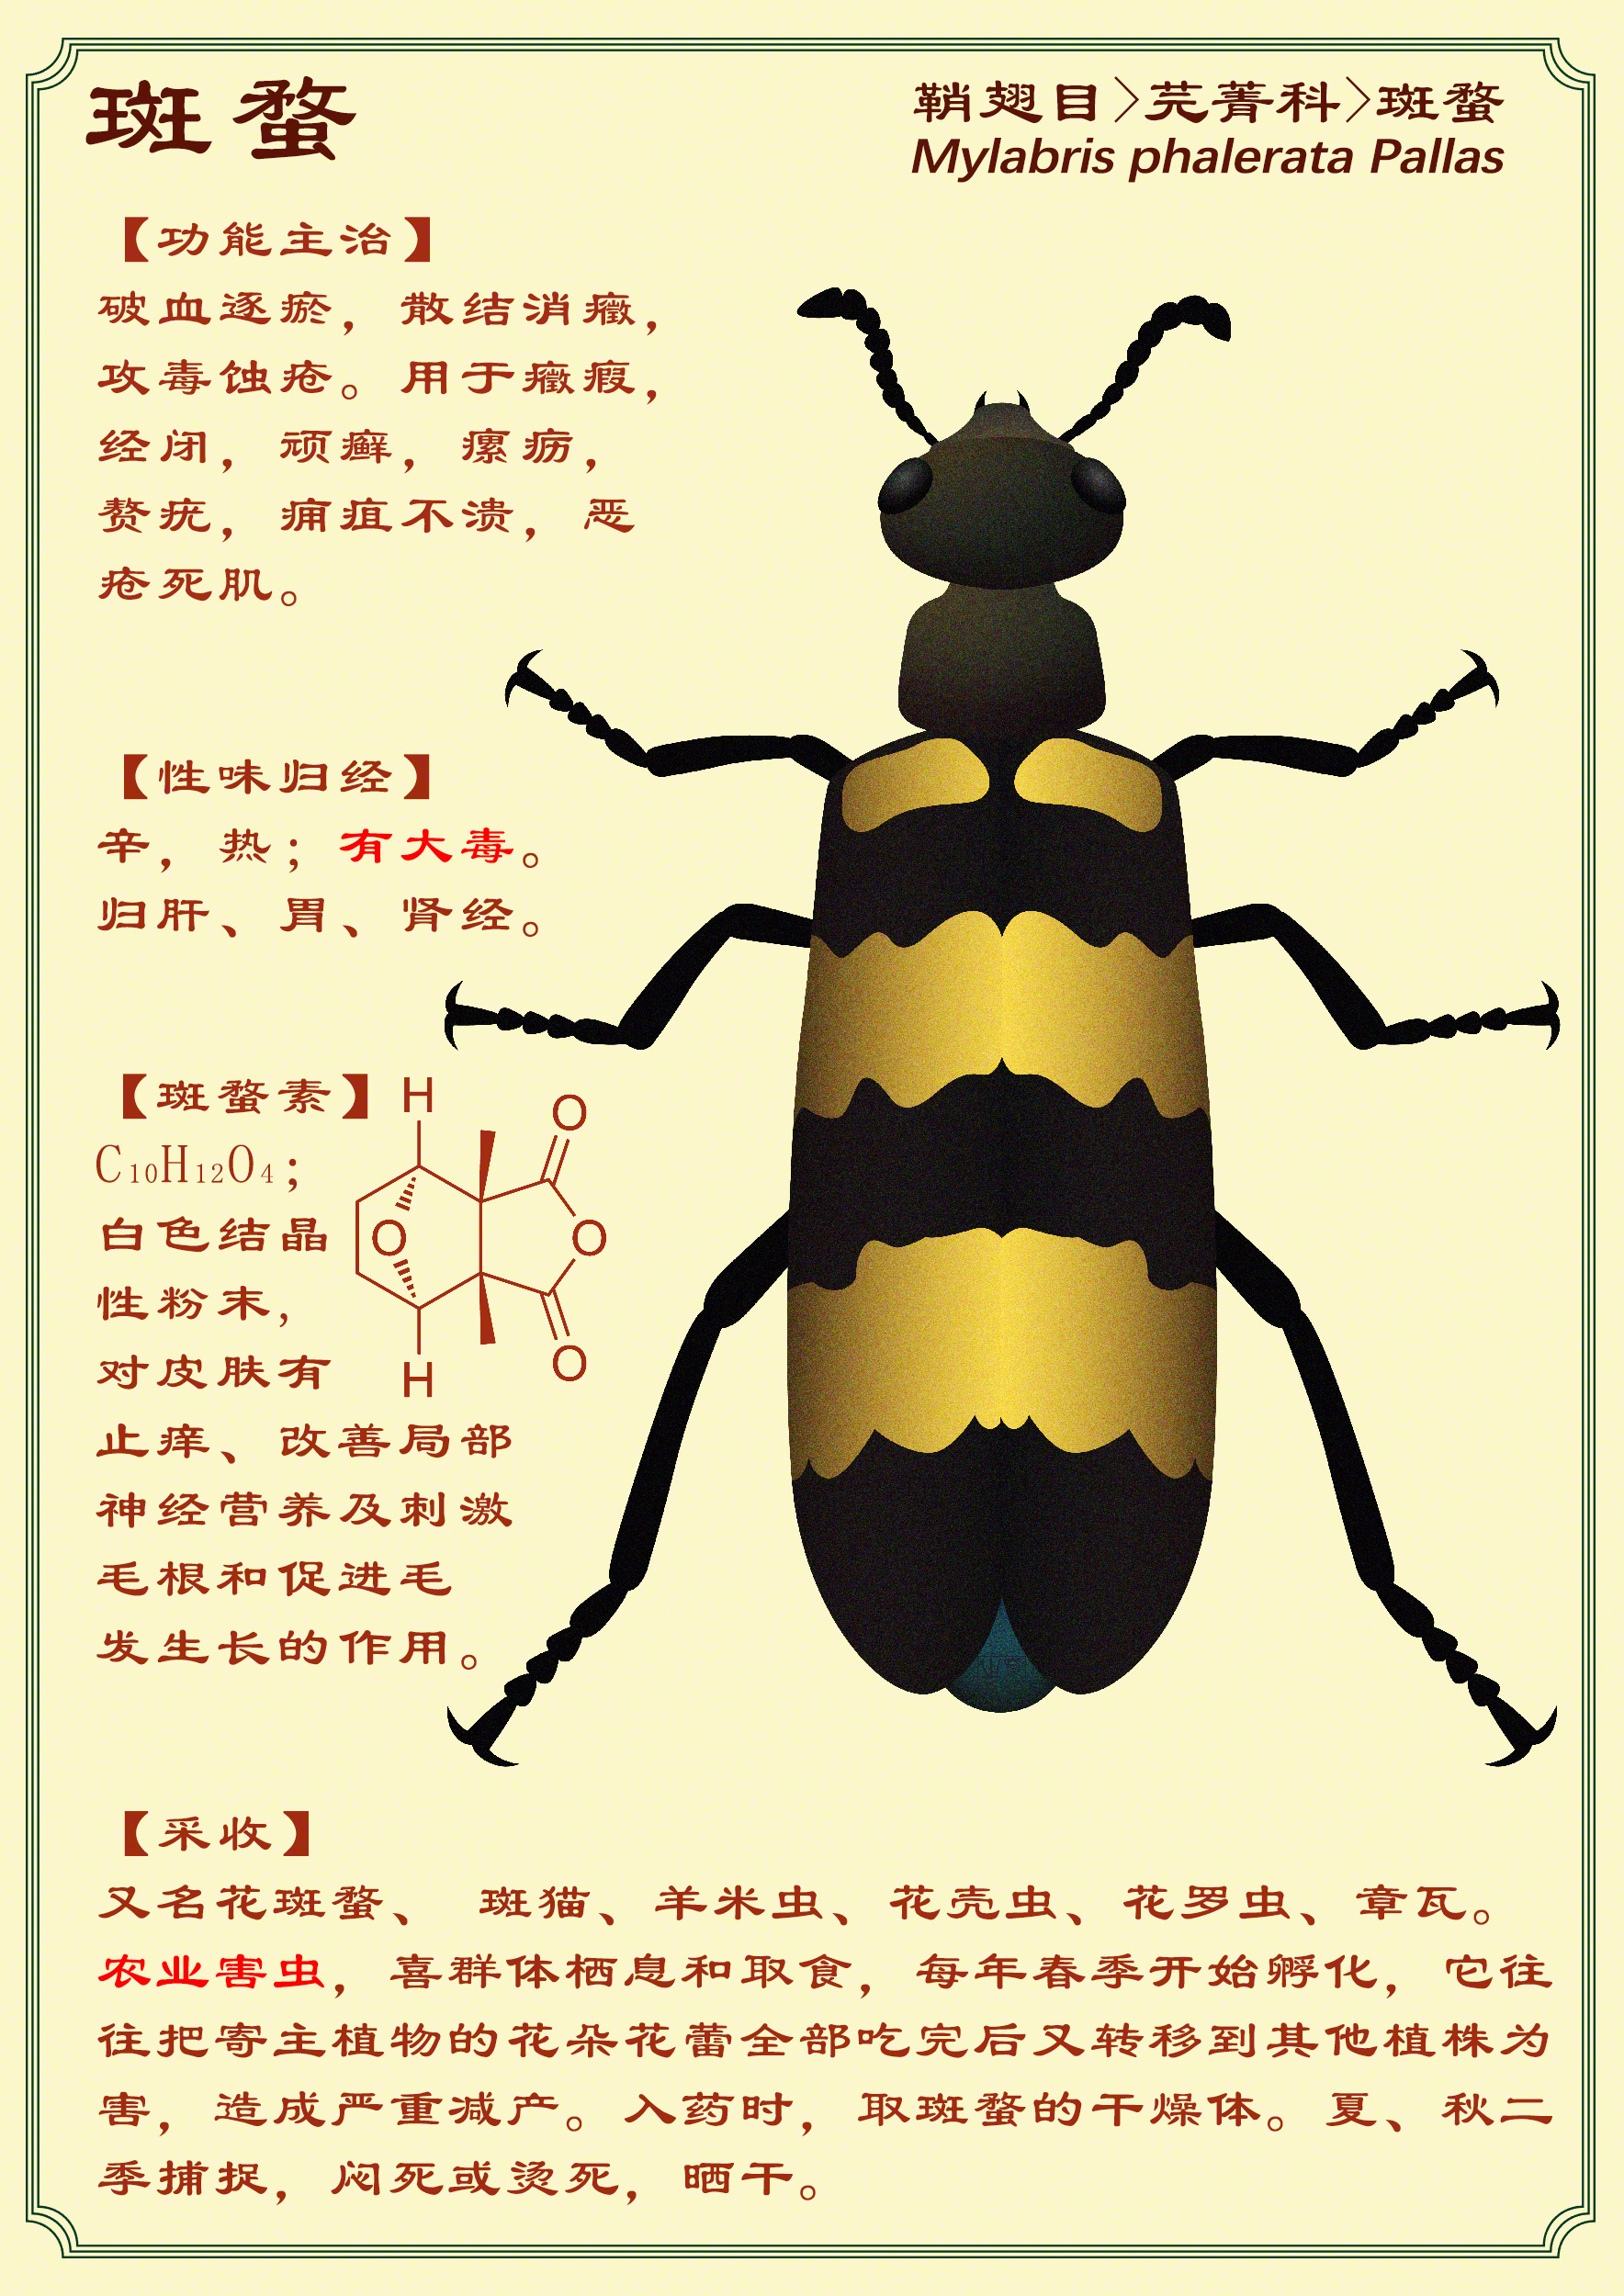 斑蝥
鞘翅目>芫菁科>斑蝥
Mylabris phalerata Pallas
【功能主治】
破血逐瘀，散结消癥，
攻毒蚀疮。用于癥瘕，
经闭，顽癣，瘰疬，
赘疣，痈疽不溃，恶
疮死肌。
【性味归经】
辛，热；有大毒。
归肝、胃、肾经。
【斑蝥素】
C₁₀H₁₂O₄；
白色结晶
性粉末，
对皮肤有
止痒、改善局部
神经营养及刺激
毛根和促进毛
发生长的作用。
H
O
O
O
O
H
【采收】
又名花斑蝥、 斑猫、羊米虫、花壳虫、花罗虫、章瓦。
农业害虫，喜群体栖息和取食，每年春季开始孵化，它往
往把寄主植物的花朵花蕾全部吃完后又转移到其他植株为
害，造成严重减产。入药时，取斑蝥的干燥体。夏、秋二
季捕捉，闷死或烫死，晒干。